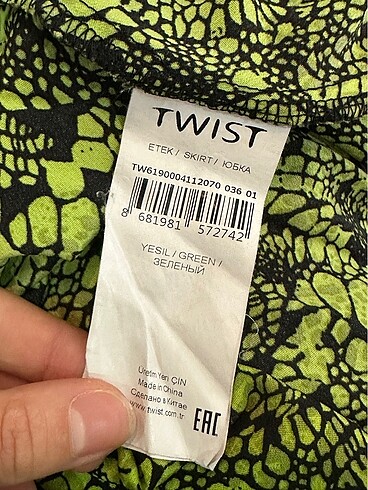 TWIST
ETEK / SKIRT / ЮБКА
TW6190004112070 036 01
8 681981 572742
YESIL / GREEN /
ЗЕЛЕНЫЙ
Üretim Yeri ÇIN
Made in China
Сделано в Китае
www.twist.com.tr
EAC